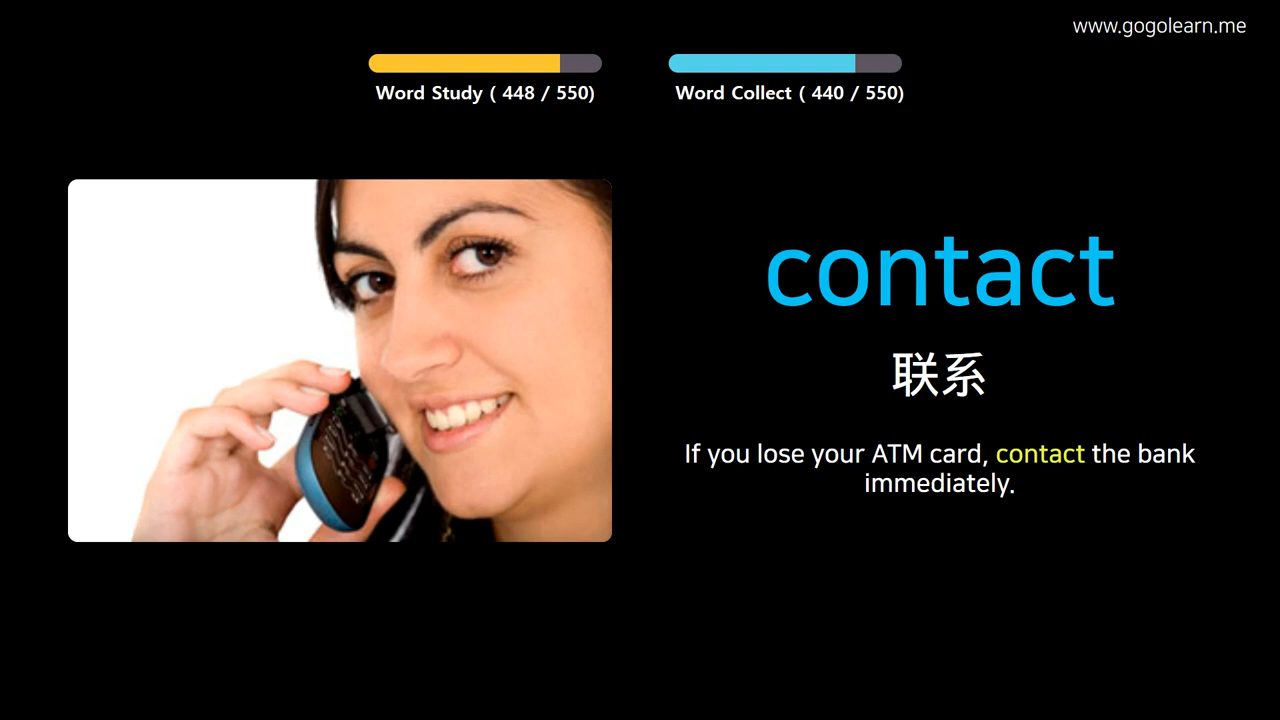 www.gogolearn.me
Word Study ( 448 / 550)
Word Collect ( 440 / 550)
contact
联系
If you lose your ATM card, contact the bank
immediately.